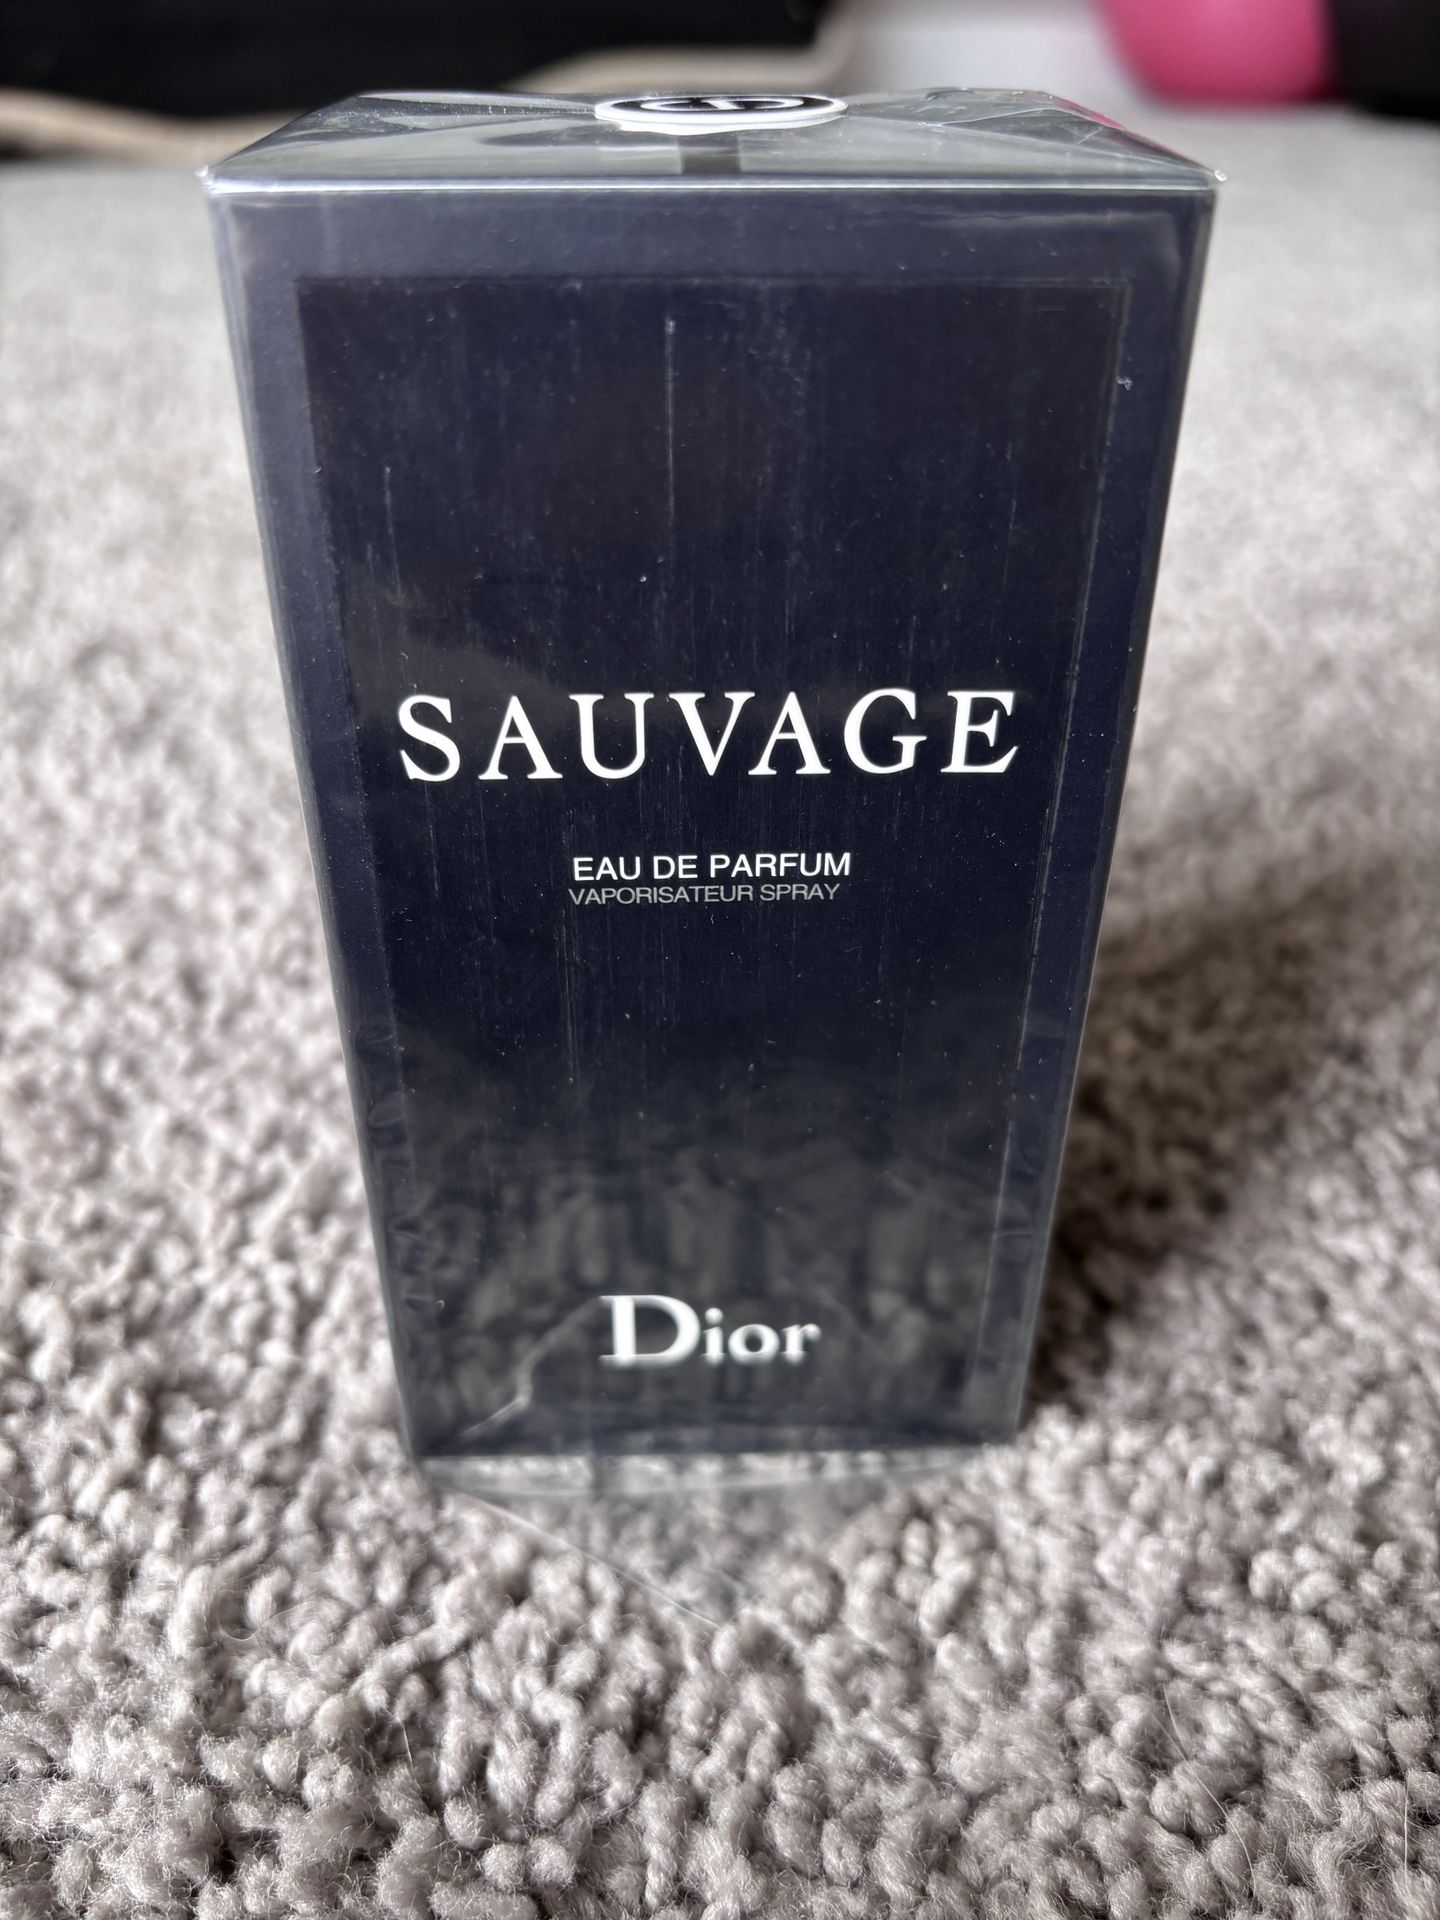 SAUVAGE
EAU DE PARFUM
VAPORISATEUR SPRAY
Dior